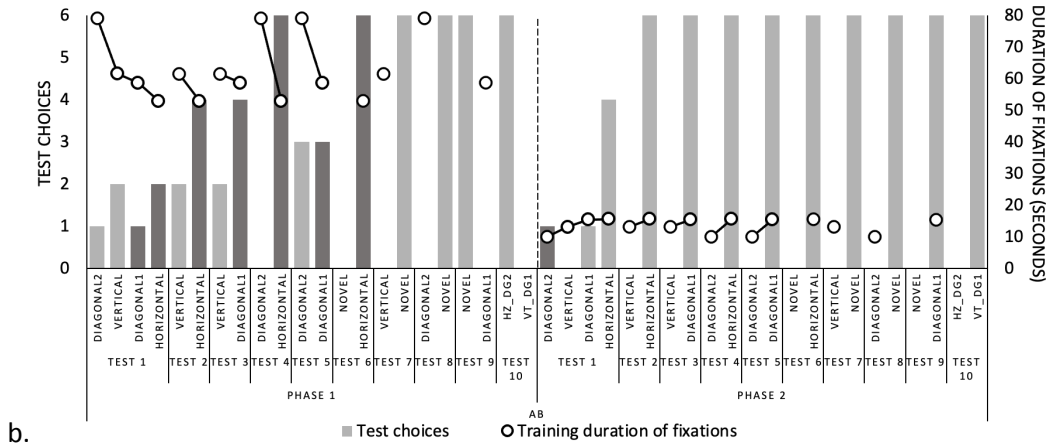 TEST CHOICES
6
5
4
3
2
1
0
DURATION OF FIXATIONS (SECONDS)
80
70
60
50
40
30
20
10
0
DIAGONAL2
VERTICAL
DIAGONAL1
HORIZONTAL
VERTICAL
HORIZONTAL
VERTICAL
DIAGONAL1
DIAGONAL2
HORIZONTAL
DIAGONAL2
DIAGONAL1
NOVEL
HORIZONTAL
VERTICAL
NOVEL
DIAGONAL2
NOVEL
NOVEL
DIAGONAL1
HZ_DG2
VT_DG1
DIAGONAL2
VERTICAL
DIAGONAL1
HORIZONTAL
VERTICAL
HORIZONTAL
VERTICAL
DIAGONAL1
DIAGONAL2
HORIZONTAL
DIAGONAL2
DIAGONAL1
NOVEL
HORIZONTAL
VERTICAL
NOVEL
DIAGONAL2
NOVEL
NOVEL
DIAGONAL1
HZ_DG2
VT_DG1
TEST 1
TEST 2
TEST 3
TEST 4
TEST 5
TEST 6
TEST 7
TEST 8
TEST 9
TEST
10
TEST 1
TEST 2
TEST 3
TEST 4
TEST 5
TEST 6
TEST 7
TEST 8
TEST 9
TEST
10
PHASE 1
PHASE 2
AB
b.
Test choices
Training duration of fixations